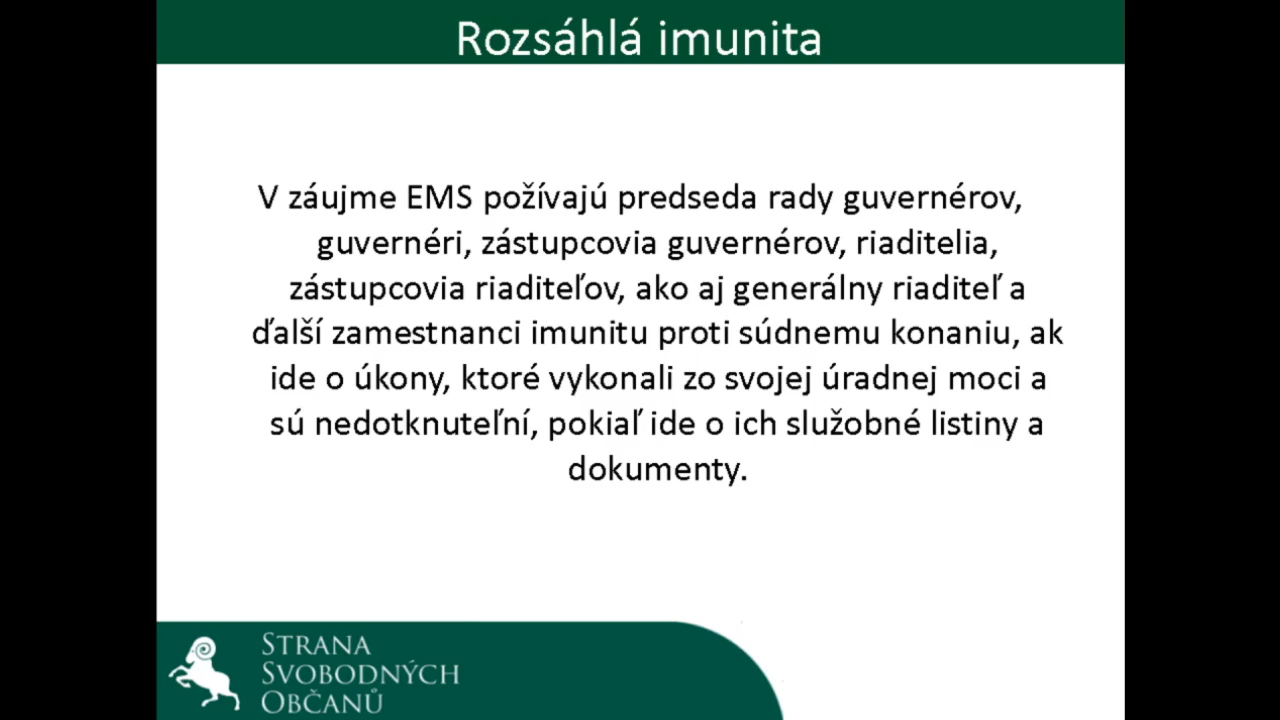 Rozsáhlá imunita
V záujme EMS požívajú predseda rady guvernérov,
guvernéri, zástupcovia guvernérov, riaditelia,
zástupcovia riaditeľov, ako aj generálny riaditeľ a
ďalší zamestnanci imunitu proti súdnemu konaniu, ak
ide o úkony, ktoré vykonali zo svojej úradnej moci a
sú nedotknuteľní, pokiaľ ide o ich služobné listiny a
dokumenty.
STRANA
SVOBODNÝCH
OBČANŮ